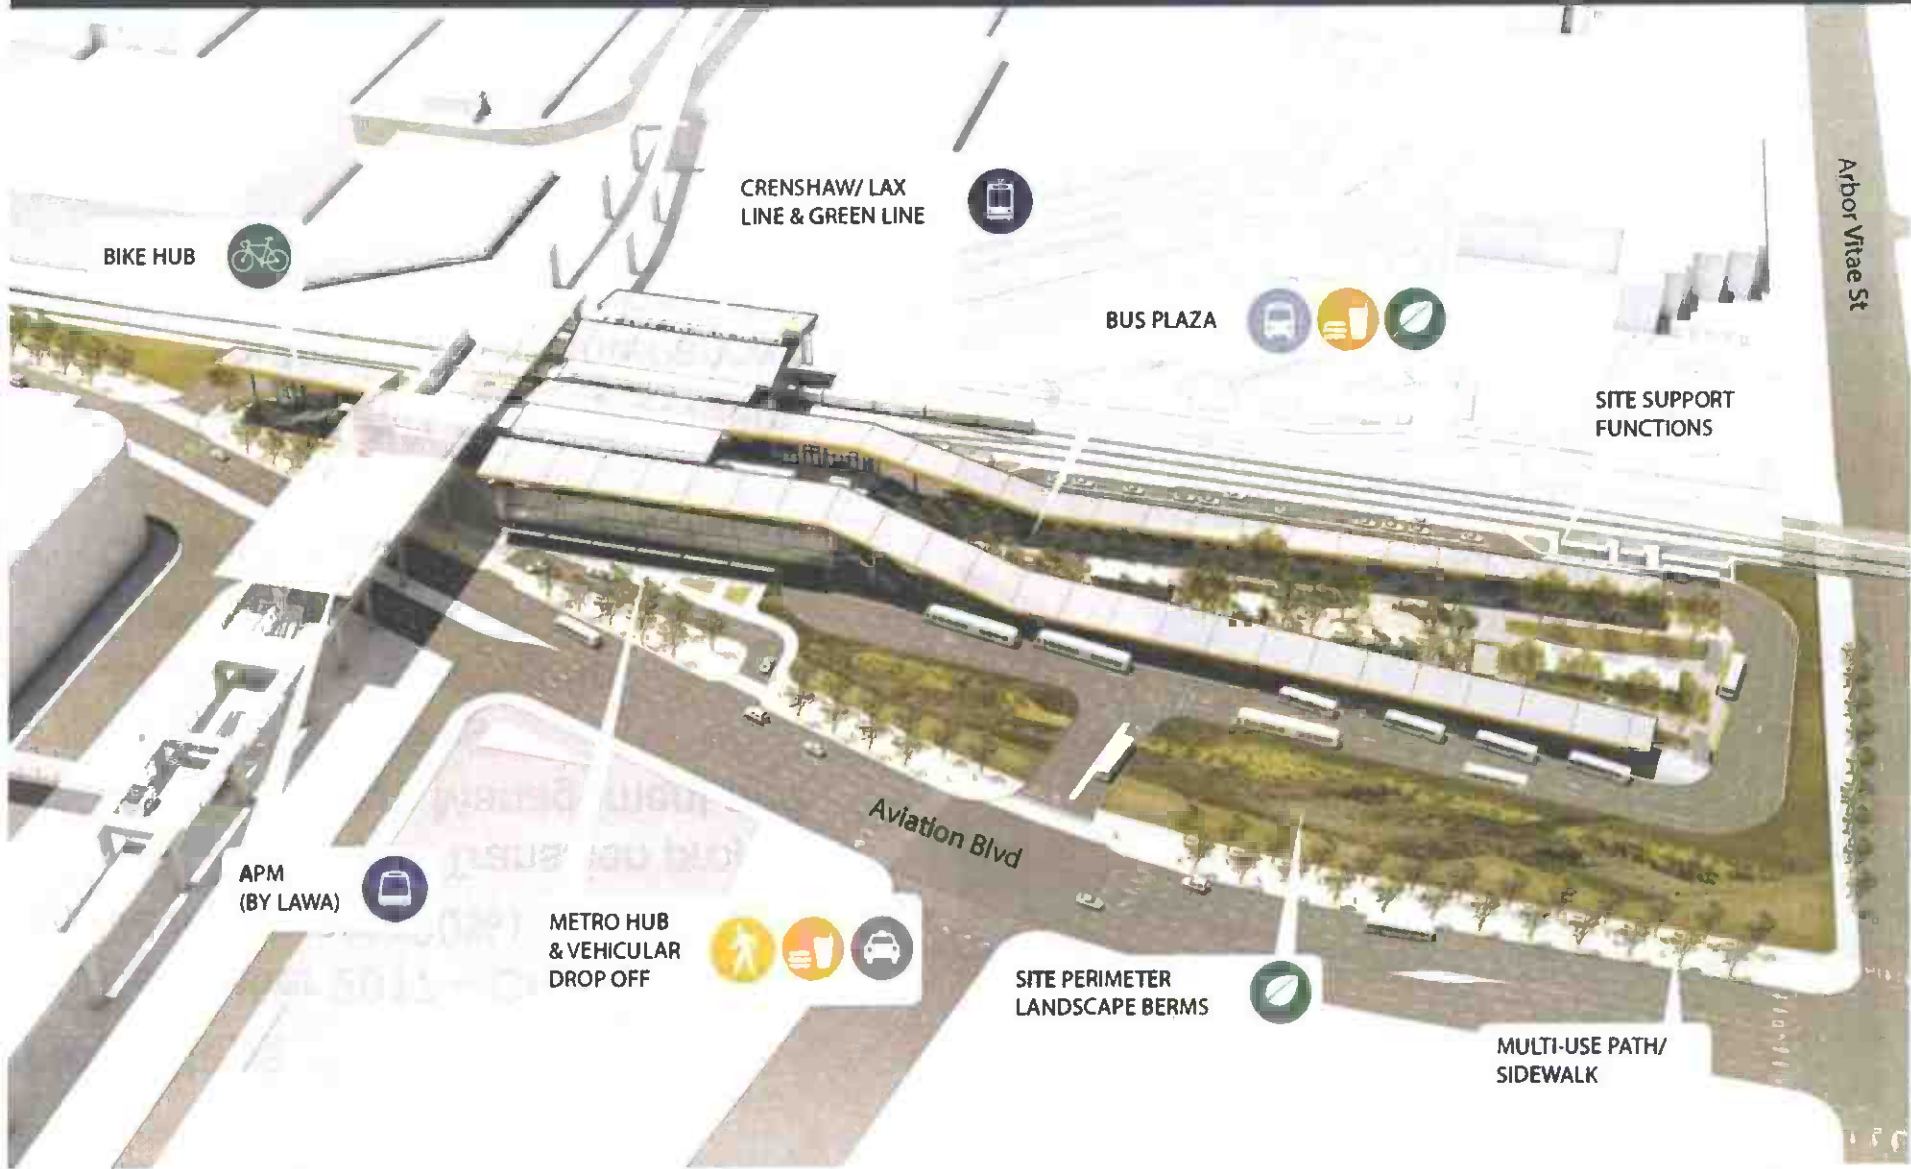 CRENSHAW/ LAX
LINE & GREEN LINE
BIKE HUB
BUS PLAZA
Arbor Vitae St
SITE SUPPORT
FUNCTIONS
Aviation Blvd
APM
(BY LAWA)
METRO HUB
& VEHICULAR
DROP OFF
SITE PERIMETER
LANDSCAPE BERMS
MULTI-USE PATH/
SIDEWALK